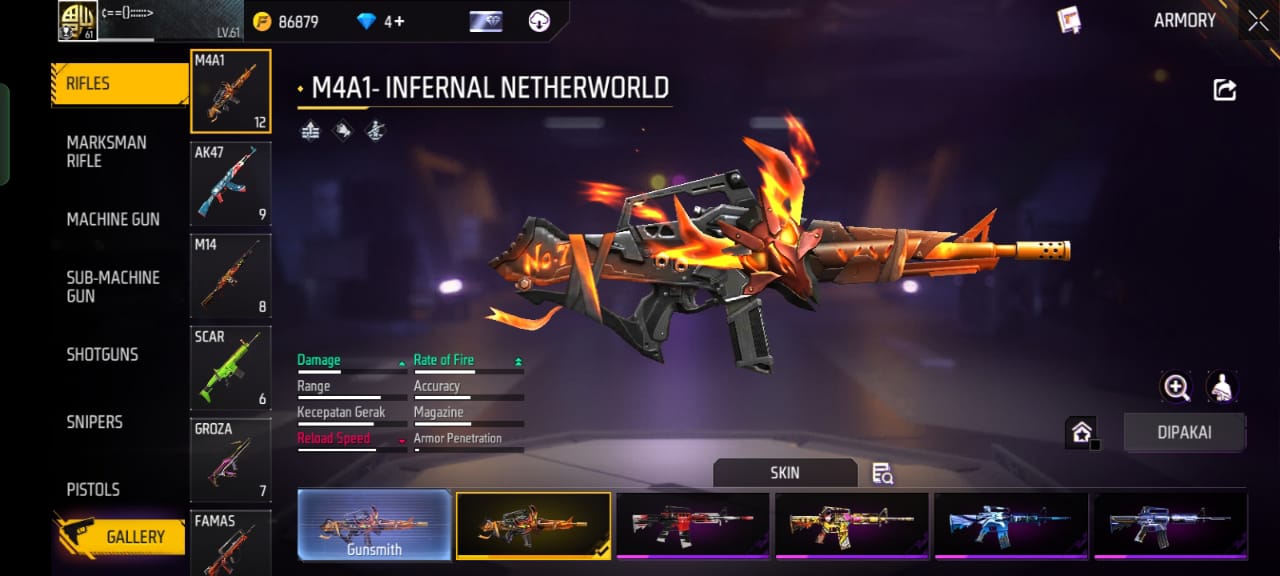 61
¢==():::::>
LV.61
86879
4+
ARMORY
RIFLES
MARKSMAN
RIFLE
MACHINE GUN
SUB-MACHINE
GUN
SHOTGUNS
SNIPERS
PISTOLS
GALLERY
M4A1
12
AK47
9
M14
8
SCAR
6
GROZA
7
FAMAS
M4A1- INFERNAL NETHERWORLD
No.7
Damage
Rate of Fire
Range
Accuracy
Kecepatan Gerak
Magazine
Reload Speed
Armor Penetration
DIPAKAI
SKIN
Gunsmith